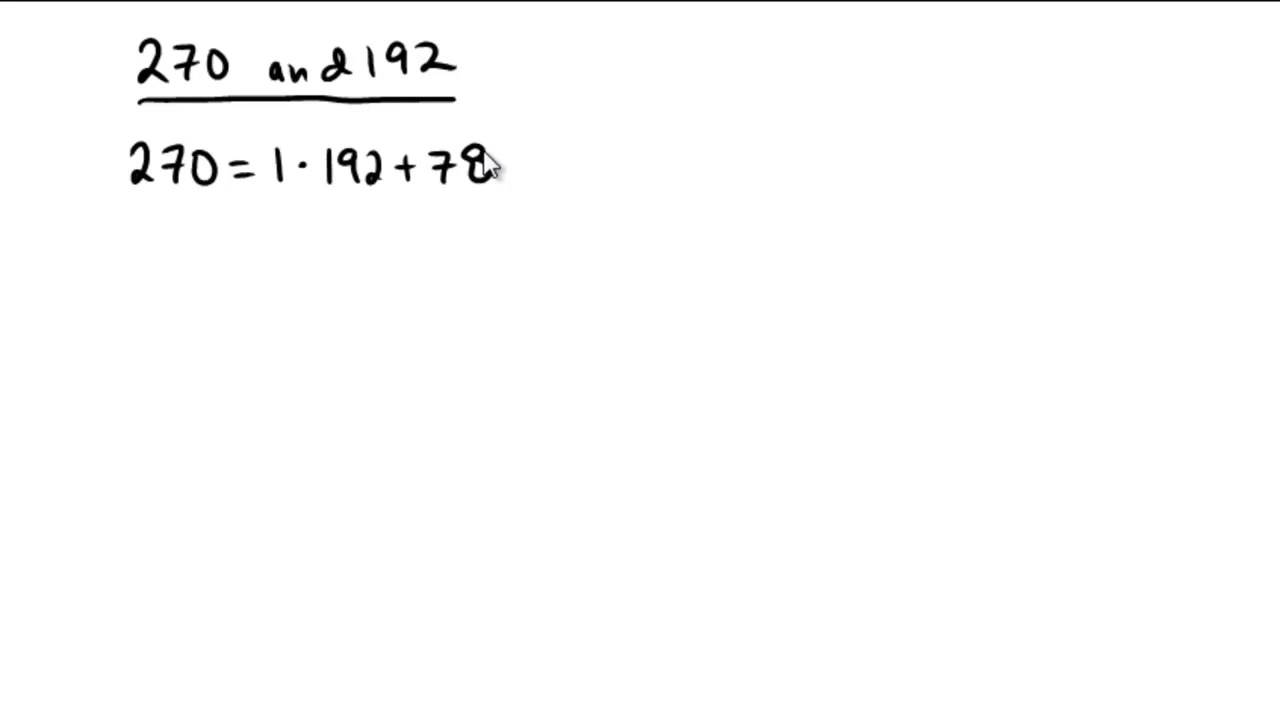 270 and 192
270 = 1 · 192 + 78